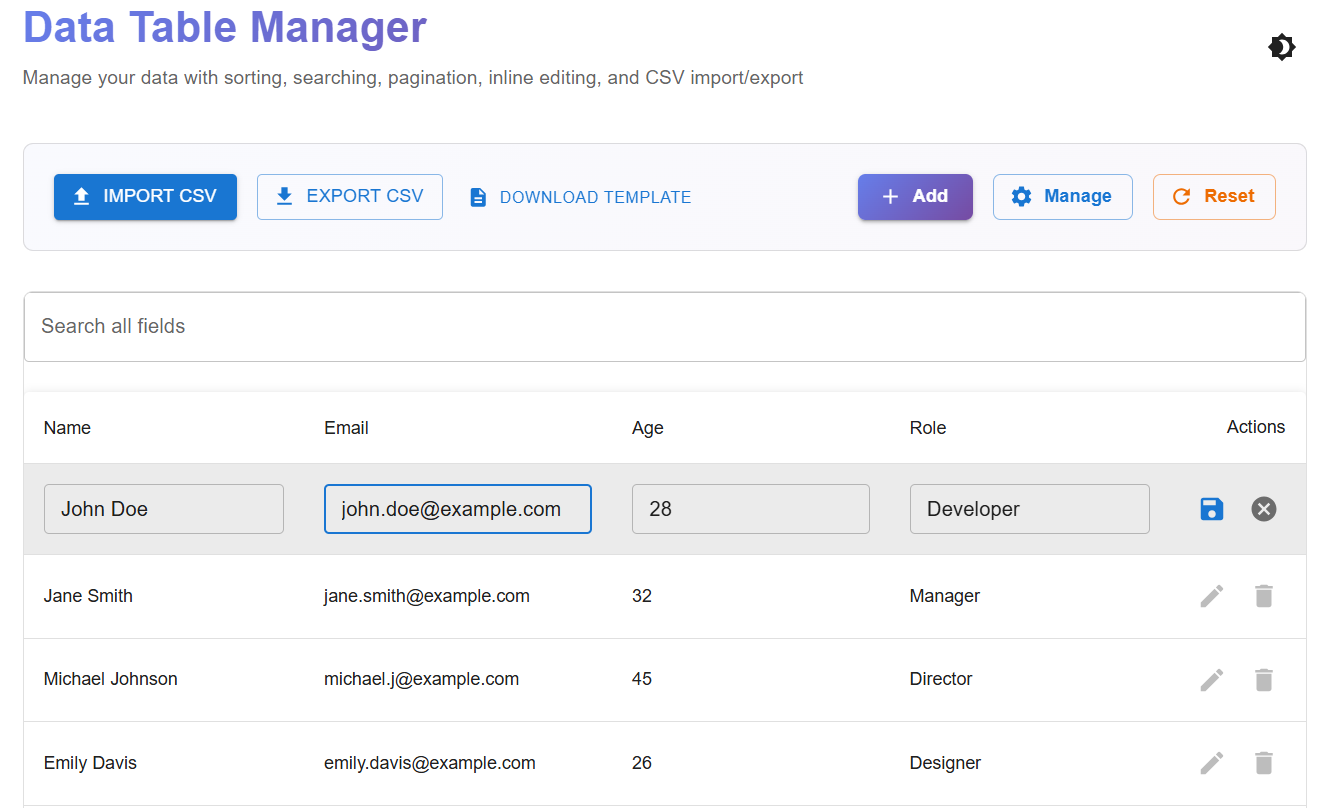 Data Table Manager
Manage your data with sorting, searching, pagination, inline editing, and CSV import/export
IMPORT CSV EXPORT CSV DOWNLOAD TEMPLATE Add Manage Reset
Search all fields
Name Email Age Role Actions
John Doe john.doe@example.com 28 Developer
Jane Smith jane.smith@example.com 32 Manager
Michael Johnson michael.j@example.com 45 Director
Emily Davis emily.davis@example.com 26 Designer